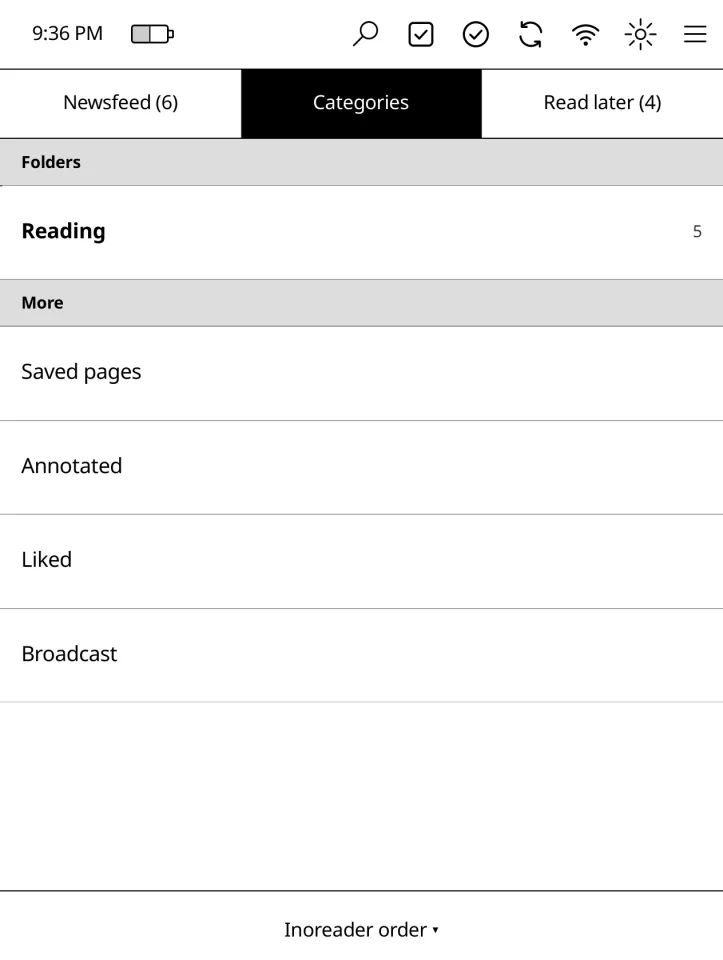 9:36 PM
Newsfeed (6) Categories Read later (4)
Folders
Reading 5
More
Saved pages
Annotated
Liked
Broadcast
Inoreader order ▾